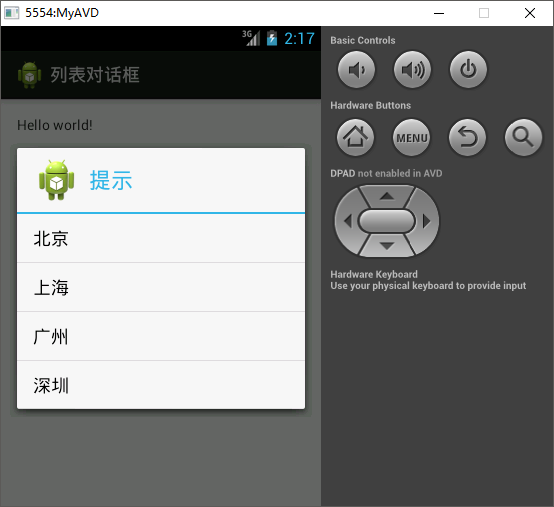 5554:MyAVD
3G 2:17
列表对话框
Hello world!
提示
北京
上海
广州
深圳
Basic Controls
Hardware Buttons
MENU
DPAD not enabled in AVD
Hardware Keyboard
Use your physical keyboard to provide input